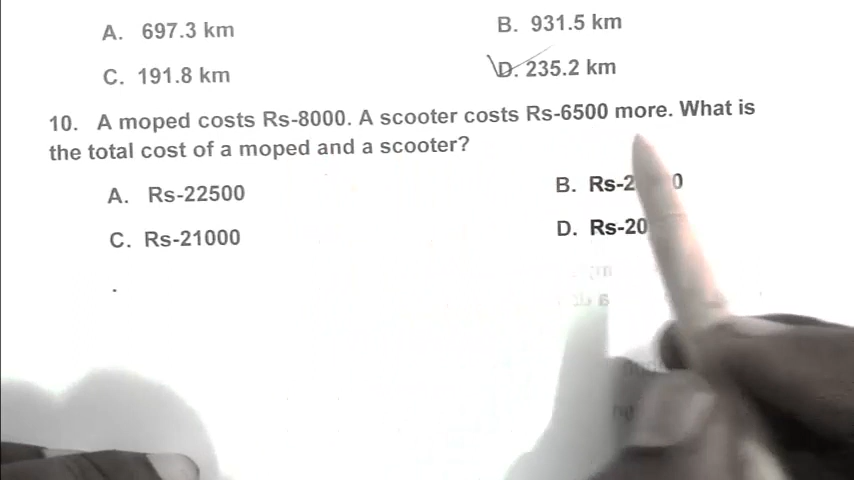 A. 697.3 km
B. 931.5 km
C. 191.8 km
D. 235.2 km
10. A moped costs Rs-8000. A scooter costs Rs-6500 more. What is
the total cost of a moped and a scooter?
A. Rs-22500
B.
C. Rs-21000
D.